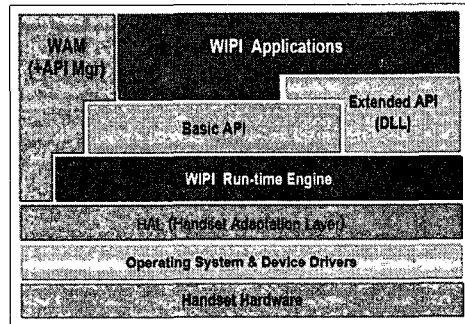 WAM
(+API Mgr)
WIPI Applications
Extended API
(DLL)
Basic API
WIPI Run-time Engine
HAL (Handset Adaptation Layer)
Operating System & Device Drivers
Handset Hardware